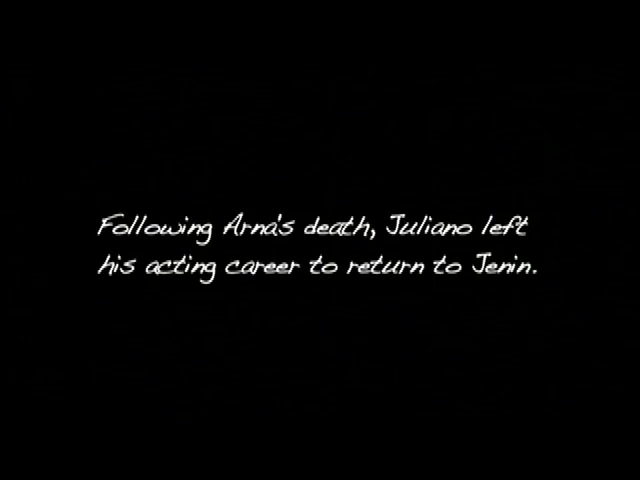 Following Arna's death, Juliano left
his acting career to return to Jenin.